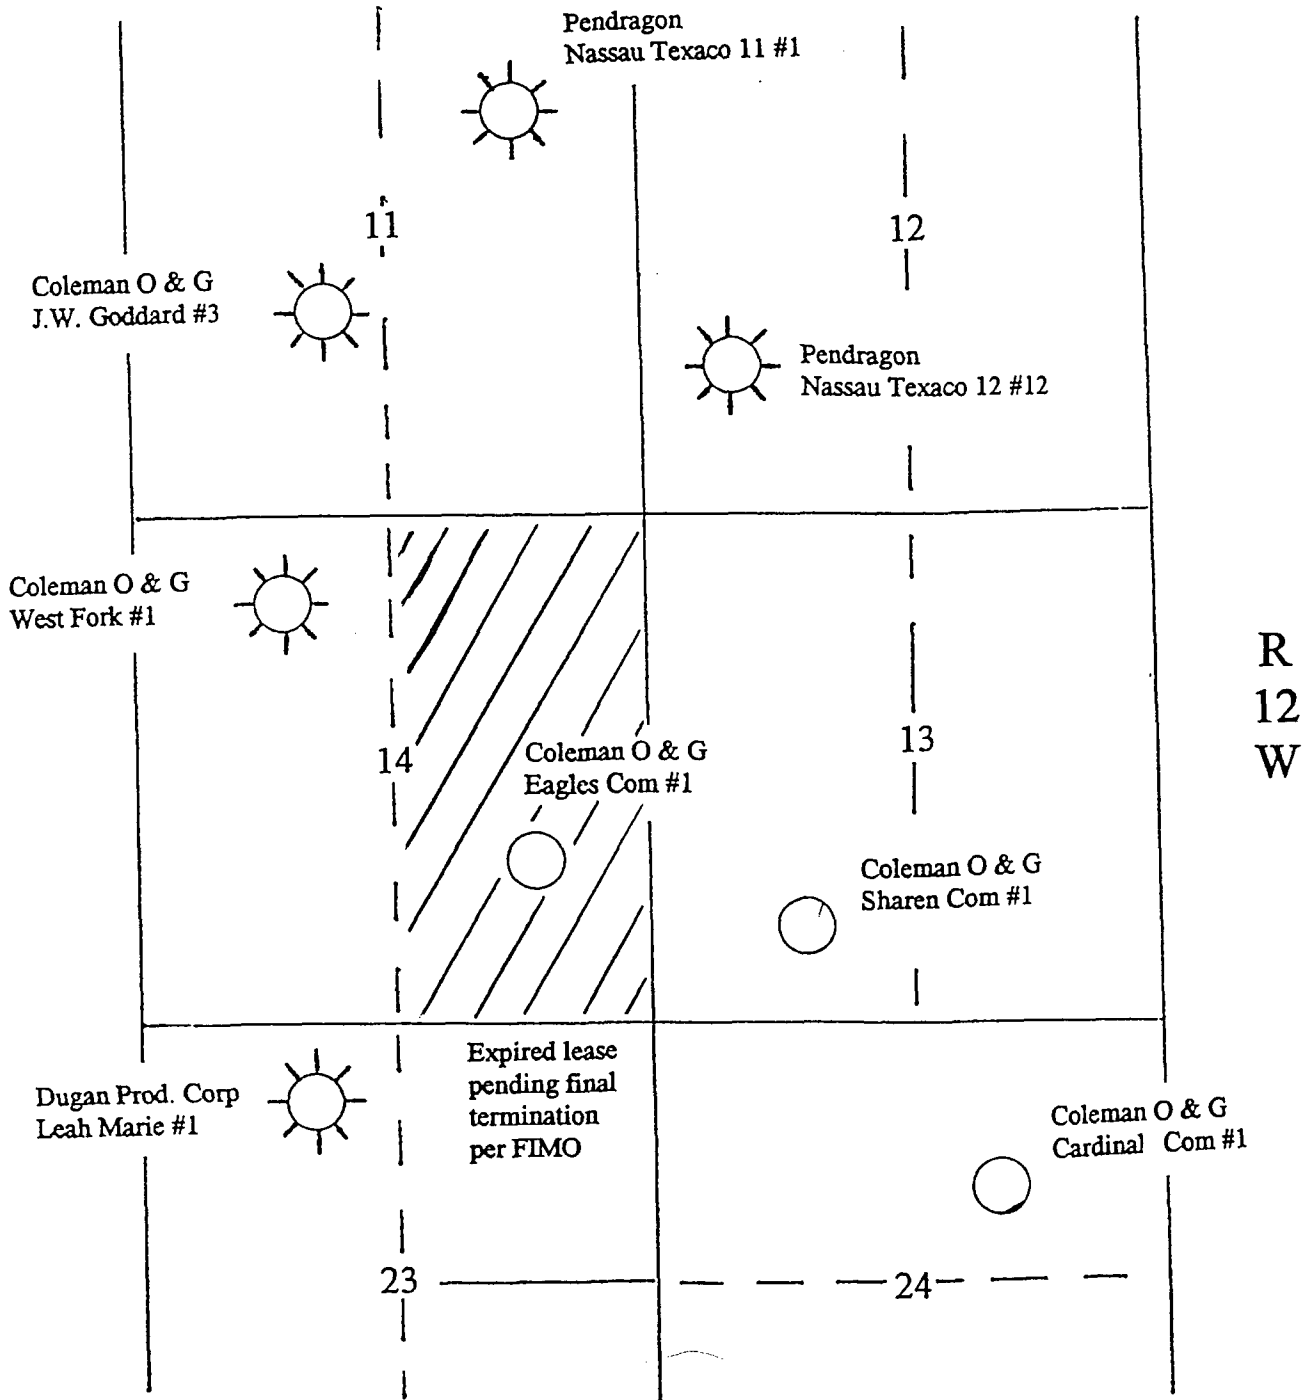 Pendragon
Nassau Texaco 11 #1
11
12
Coleman O & G
J.W. Goddard #3
Pendragon
Nassau Texaco 12 #12
Coleman O & G
West Fork #1
R
12
W
14
Coleman O & G
Eagles Com #1
13
Coleman O & G
Sharen Com #1
Expired lease
pending final
termination
per FIMO
Dugan Prod. Corp
Leah Marie #1
Coleman O & G
Cardinal Com #1
23
24